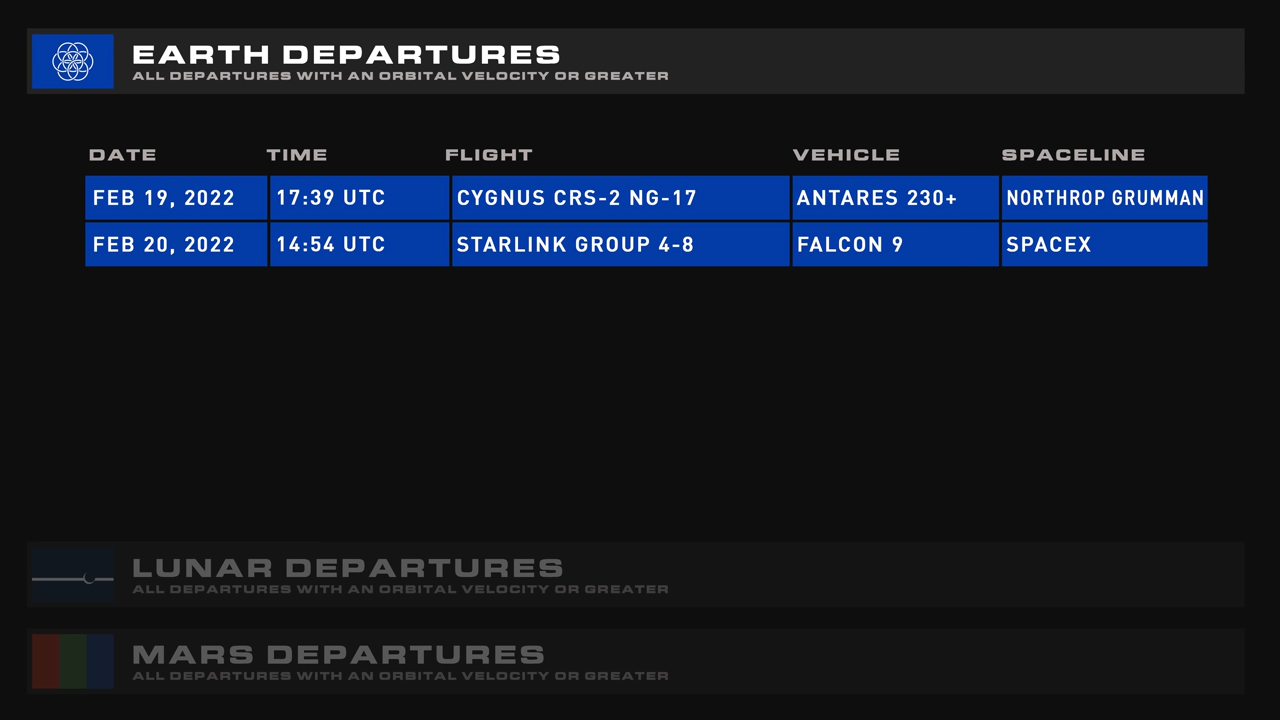 EARTH DEPARTURES
ALL DEPARTURES WITH AN ORBITAL VELOCITY OR GREATER
DATE TIME FLIGHT VEHICLE SPACELINE
FEB 19, 2022 17:39 UTC CYGNUS CRS-2 NG-17 ANTARES 230+ NORTHROP GRUMMAN
FEB 20, 2022 14:54 UTC STARLINK GROUP 4-8 FALCON 9 SPACEX
LUNAR DEPARTURES
ALL DEPARTURES WITH AN ORBITAL VELOCITY OR GREATER
MARS DEPARTURES
ALL DEPARTURES WITH AN ORBITAL VELOCITY OR GREATER